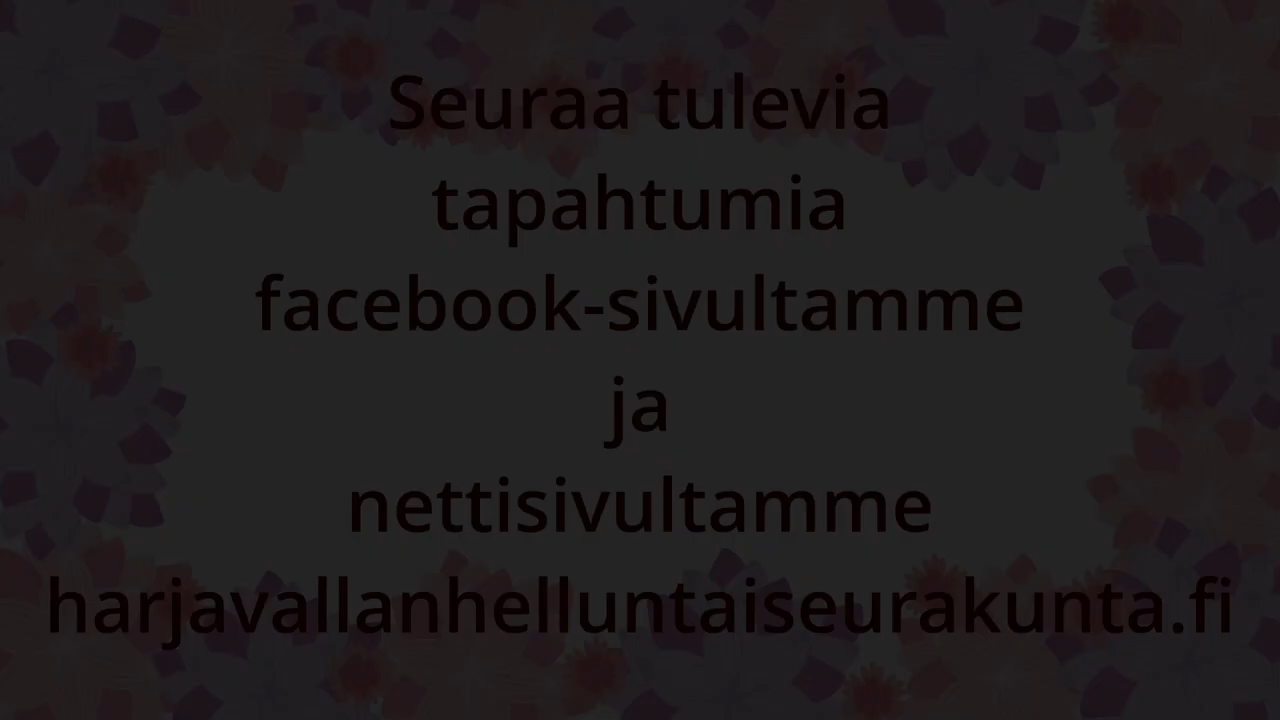 Seuraa tulevia
tapahtumia
facebook-sivultamme
ja
nettisivultamme
harjavallanhelluntaiseurakunta.fi